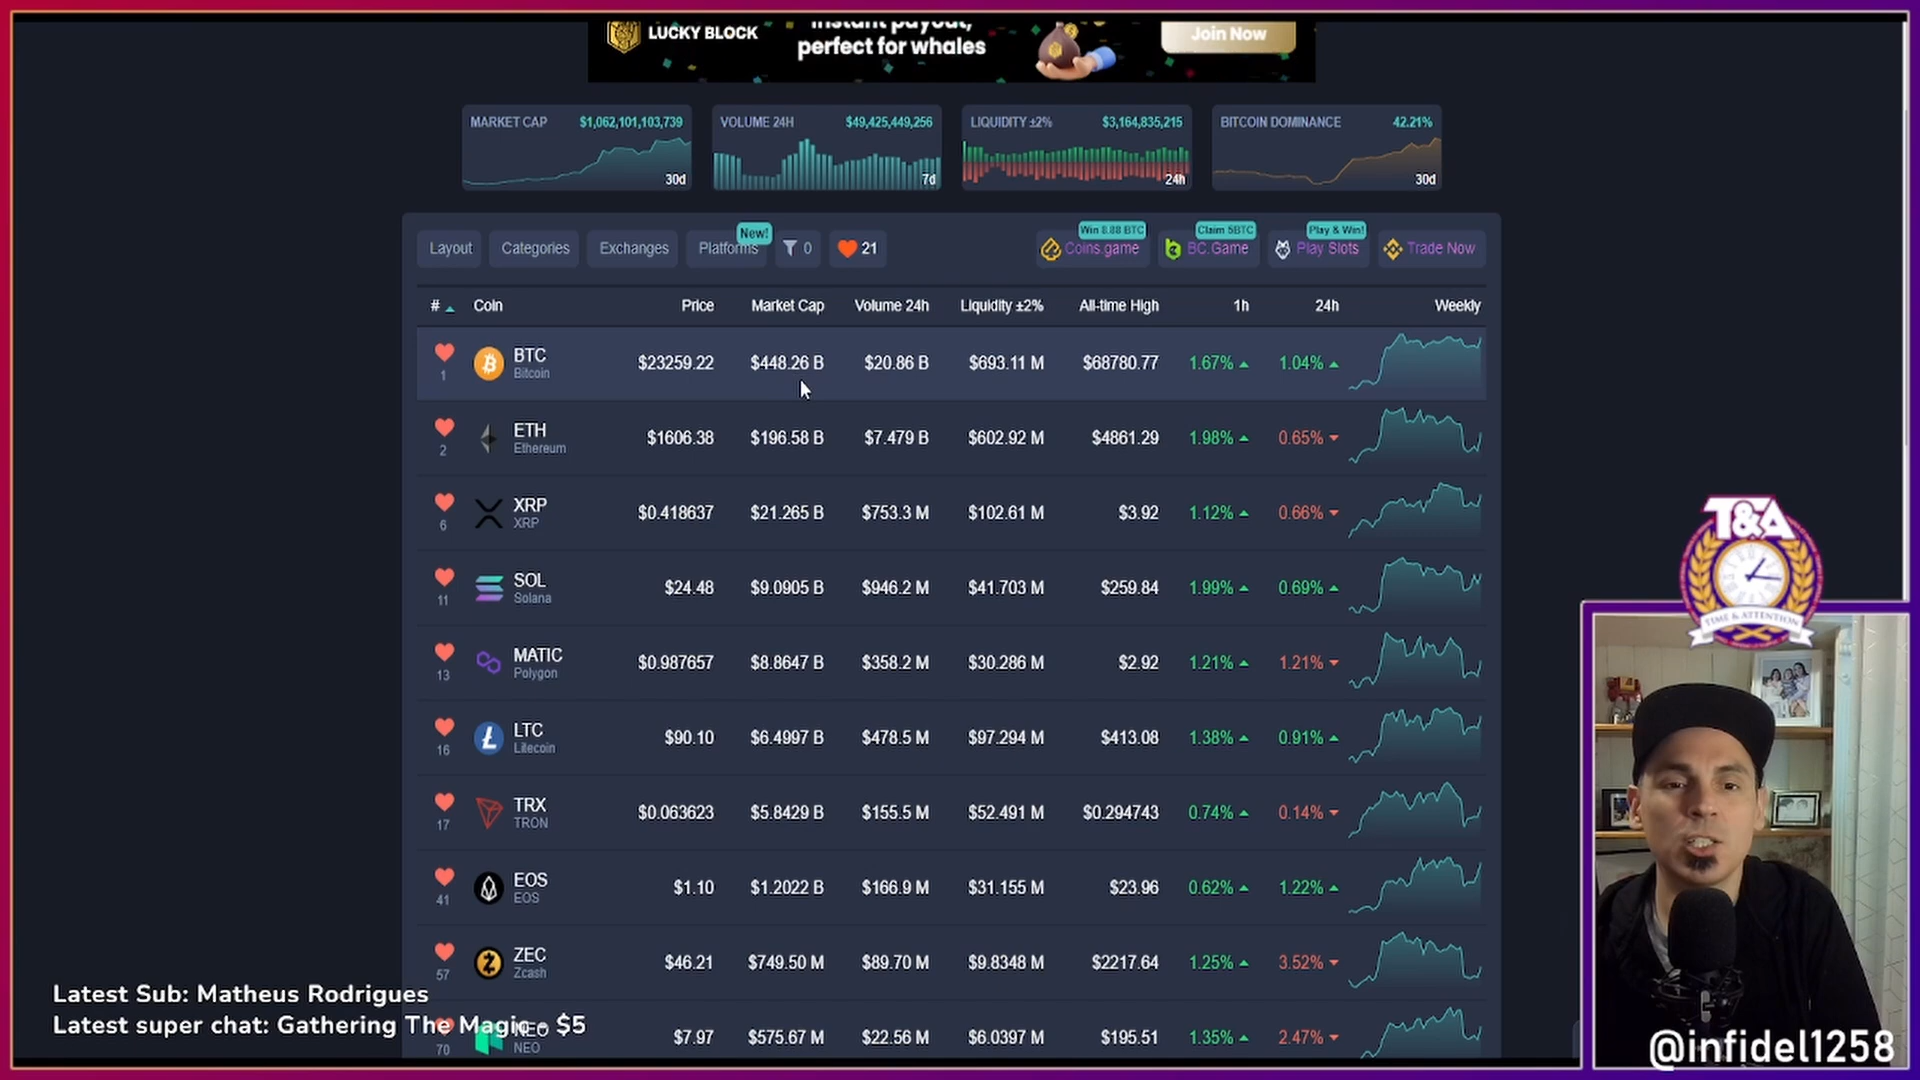 LUCKY BLOCK
instant payout,
perfect for whales
Join Now
MARKET CAP $1,062,101,103,739
30d
VOLUME 24H $49,425,449,256
7d
LIQUIDITY ±2% $3,164,835,215
24h
BITCOIN DOMINANCE 42.21%
30d
Layout Categories Exchanges Platforms New! 0 21
Win 8.88 BTC
Coins.game
Claim 5BTC
BC.Game
Play & Win!
Play Slots
Trade Now
# Coin Price Market Cap Volume 24h Liquidity ±2% All-time High 1h 24h Weekly
1 BTC Bitcoin $23259.22 $448.26 B $20.86 B $693.11 M $68780.77 1.67% 1.04%
2 ETH Ethereum $1606.38 $196.58 B $7.479 B $602.92 M $4861.29 1.98% 0.65%
6 XRP XRP $0.418637 $21.265 B $753.3 M $102.61 M $3.92 1.12% 0.66%
11 SOL Solana $24.48 $9.0905 B $946.2 M $41.703 M $259.84 1.99% 0.69%
13 MATIC Polygon $0.987657 $8.8647 B $358.2 M $30.286 M $2.92 1.21% 1.21%
16 LTC Litecoin $90.10 $6.4997 B $478.5 M $97.294 M $413.08 1.38% 0.91%
17 TRX TRON $0.063623 $5.8429 B $155.5 M $52.491 M $0.294743 0.74% 0.14%
41 EOS EOS $1.10 $1.2022 B $166.9 M $31.155 M $23.96 0.62% 1.22%
57 ZEC Zcash $46.21 $749.50 M $89.70 M $9.8348 M $2217.64 1.25% 3.52%
70 NEO NEO $7.97 $575.67 M $22.56 M $6.0397 M $195.51 1.35% 2.47%
Latest Sub: Matheus Rodrigues
Latest super chat: Gathering The Magic - $5
T&A
TIME & ATTENTION
@infidel1258